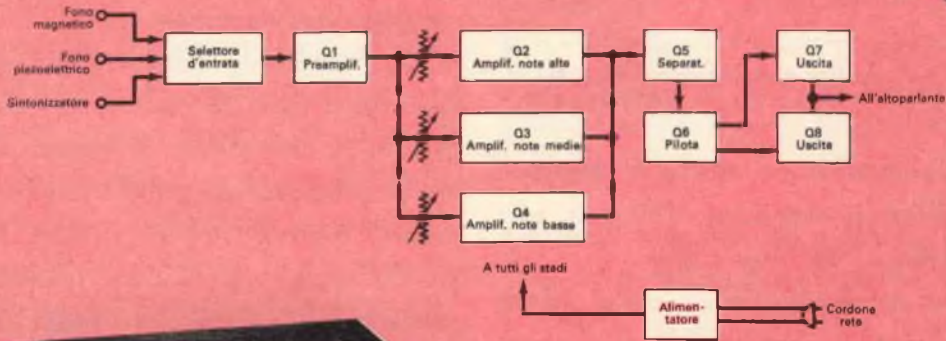 Fono
magnetico
Fono
piezoelettrico
Sintonizzatore
Selettore
d'entrata
Q1
Preamplif.
Q2
Amplif. note alte
Q3
Amplif. note medie
Q4
Amplif. note basse
Q5
Separat.
Q6
Pilota
Q7
Uscita
All'altoparlante
Q8
Uscita
A tutti gli stadi
Alimen-
tatore
Cordone
rete